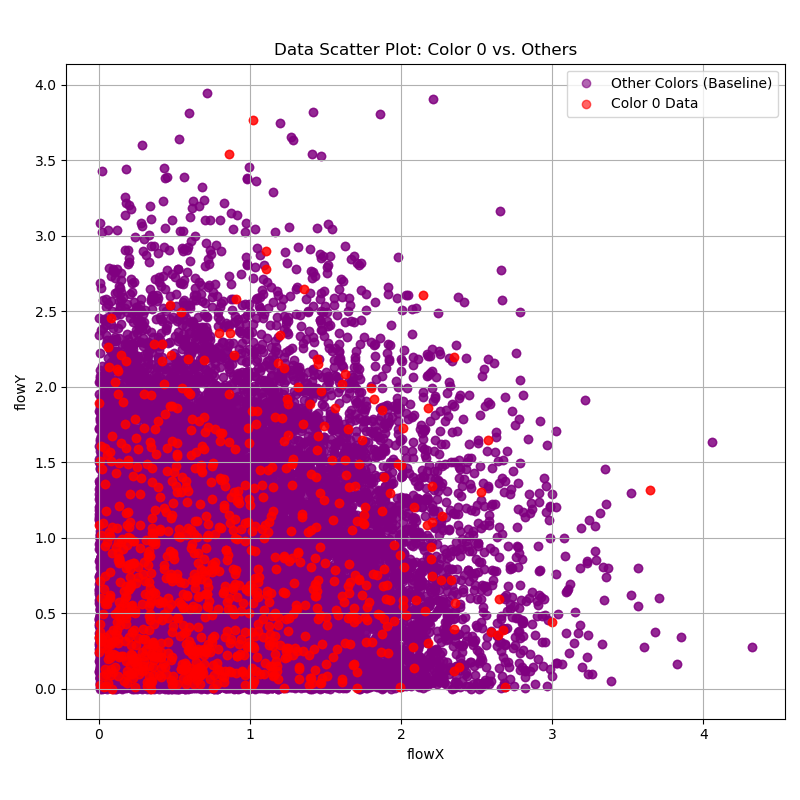 Data Scatter Plot: Color 0 vs. Others
Other Colors (Baseline)
Color 0 Data
4.0
3.5
3.0
2.5
2.0
1.5
1.0
0.5
0.0
flowY
0 1 2 3 4
flowX